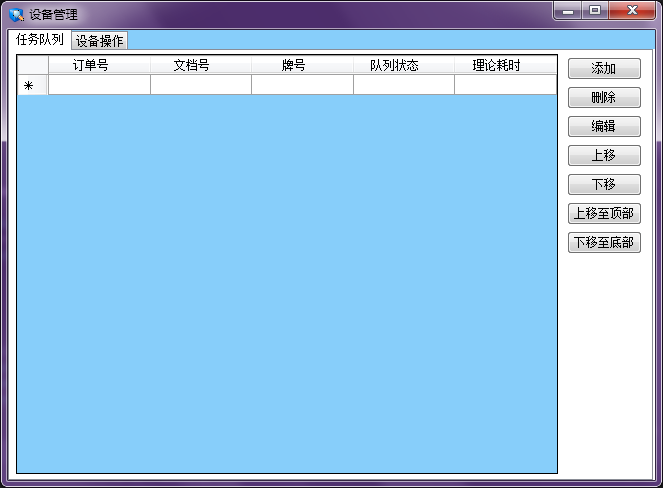 设备管理
任务队列 设备操作
订单号 文档号 牌号 队列状态 理论耗时
添加
删除
编辑
上移
下移
上移至顶部
下移至底部